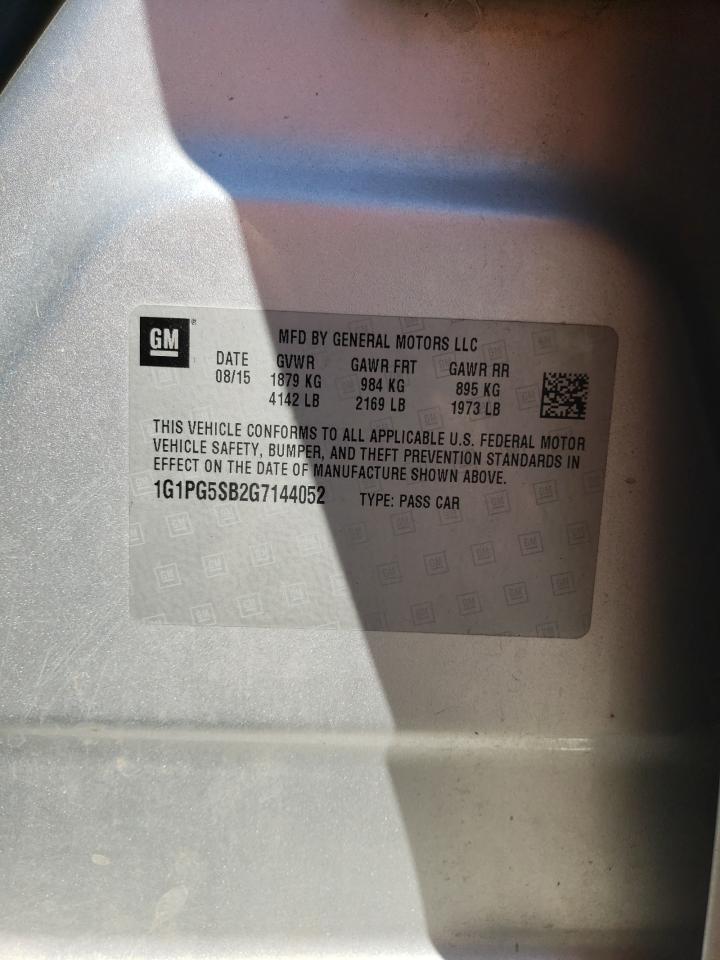 GM ®
MFD BY GENERAL MOTORS LLC
DATE GVWR GAWR FRT GAWR RR
08/15 1879 KG 984 KG 895 KG
4142 LB 2169 LB 1973 LB
THIS VEHICLE CONFORMS TO ALL APPLICABLE U.S. FEDERAL MOTOR
VEHICLE SAFETY, BUMPER, AND THEFT PREVENTION STANDARDS IN
EFFECT ON THE DATE OF MANUFACTURE SHOWN ABOVE.
1G1PG5SB2G7144052 TYPE: PASS CAR